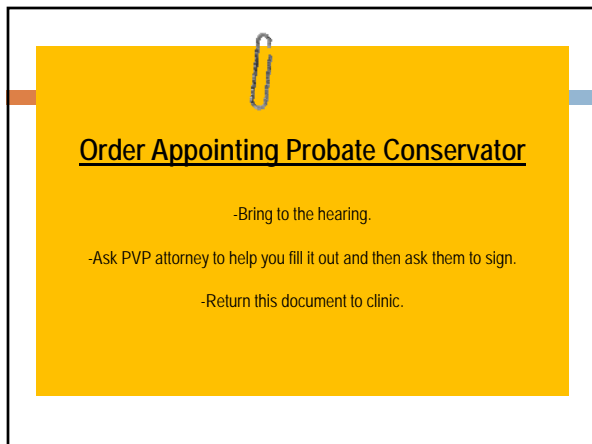 Order Appointing Probate Conservator
-Bring to the hearing.
-Ask PVP attorney to help you fill it out and then ask them to sign.
-Return this document to clinic.